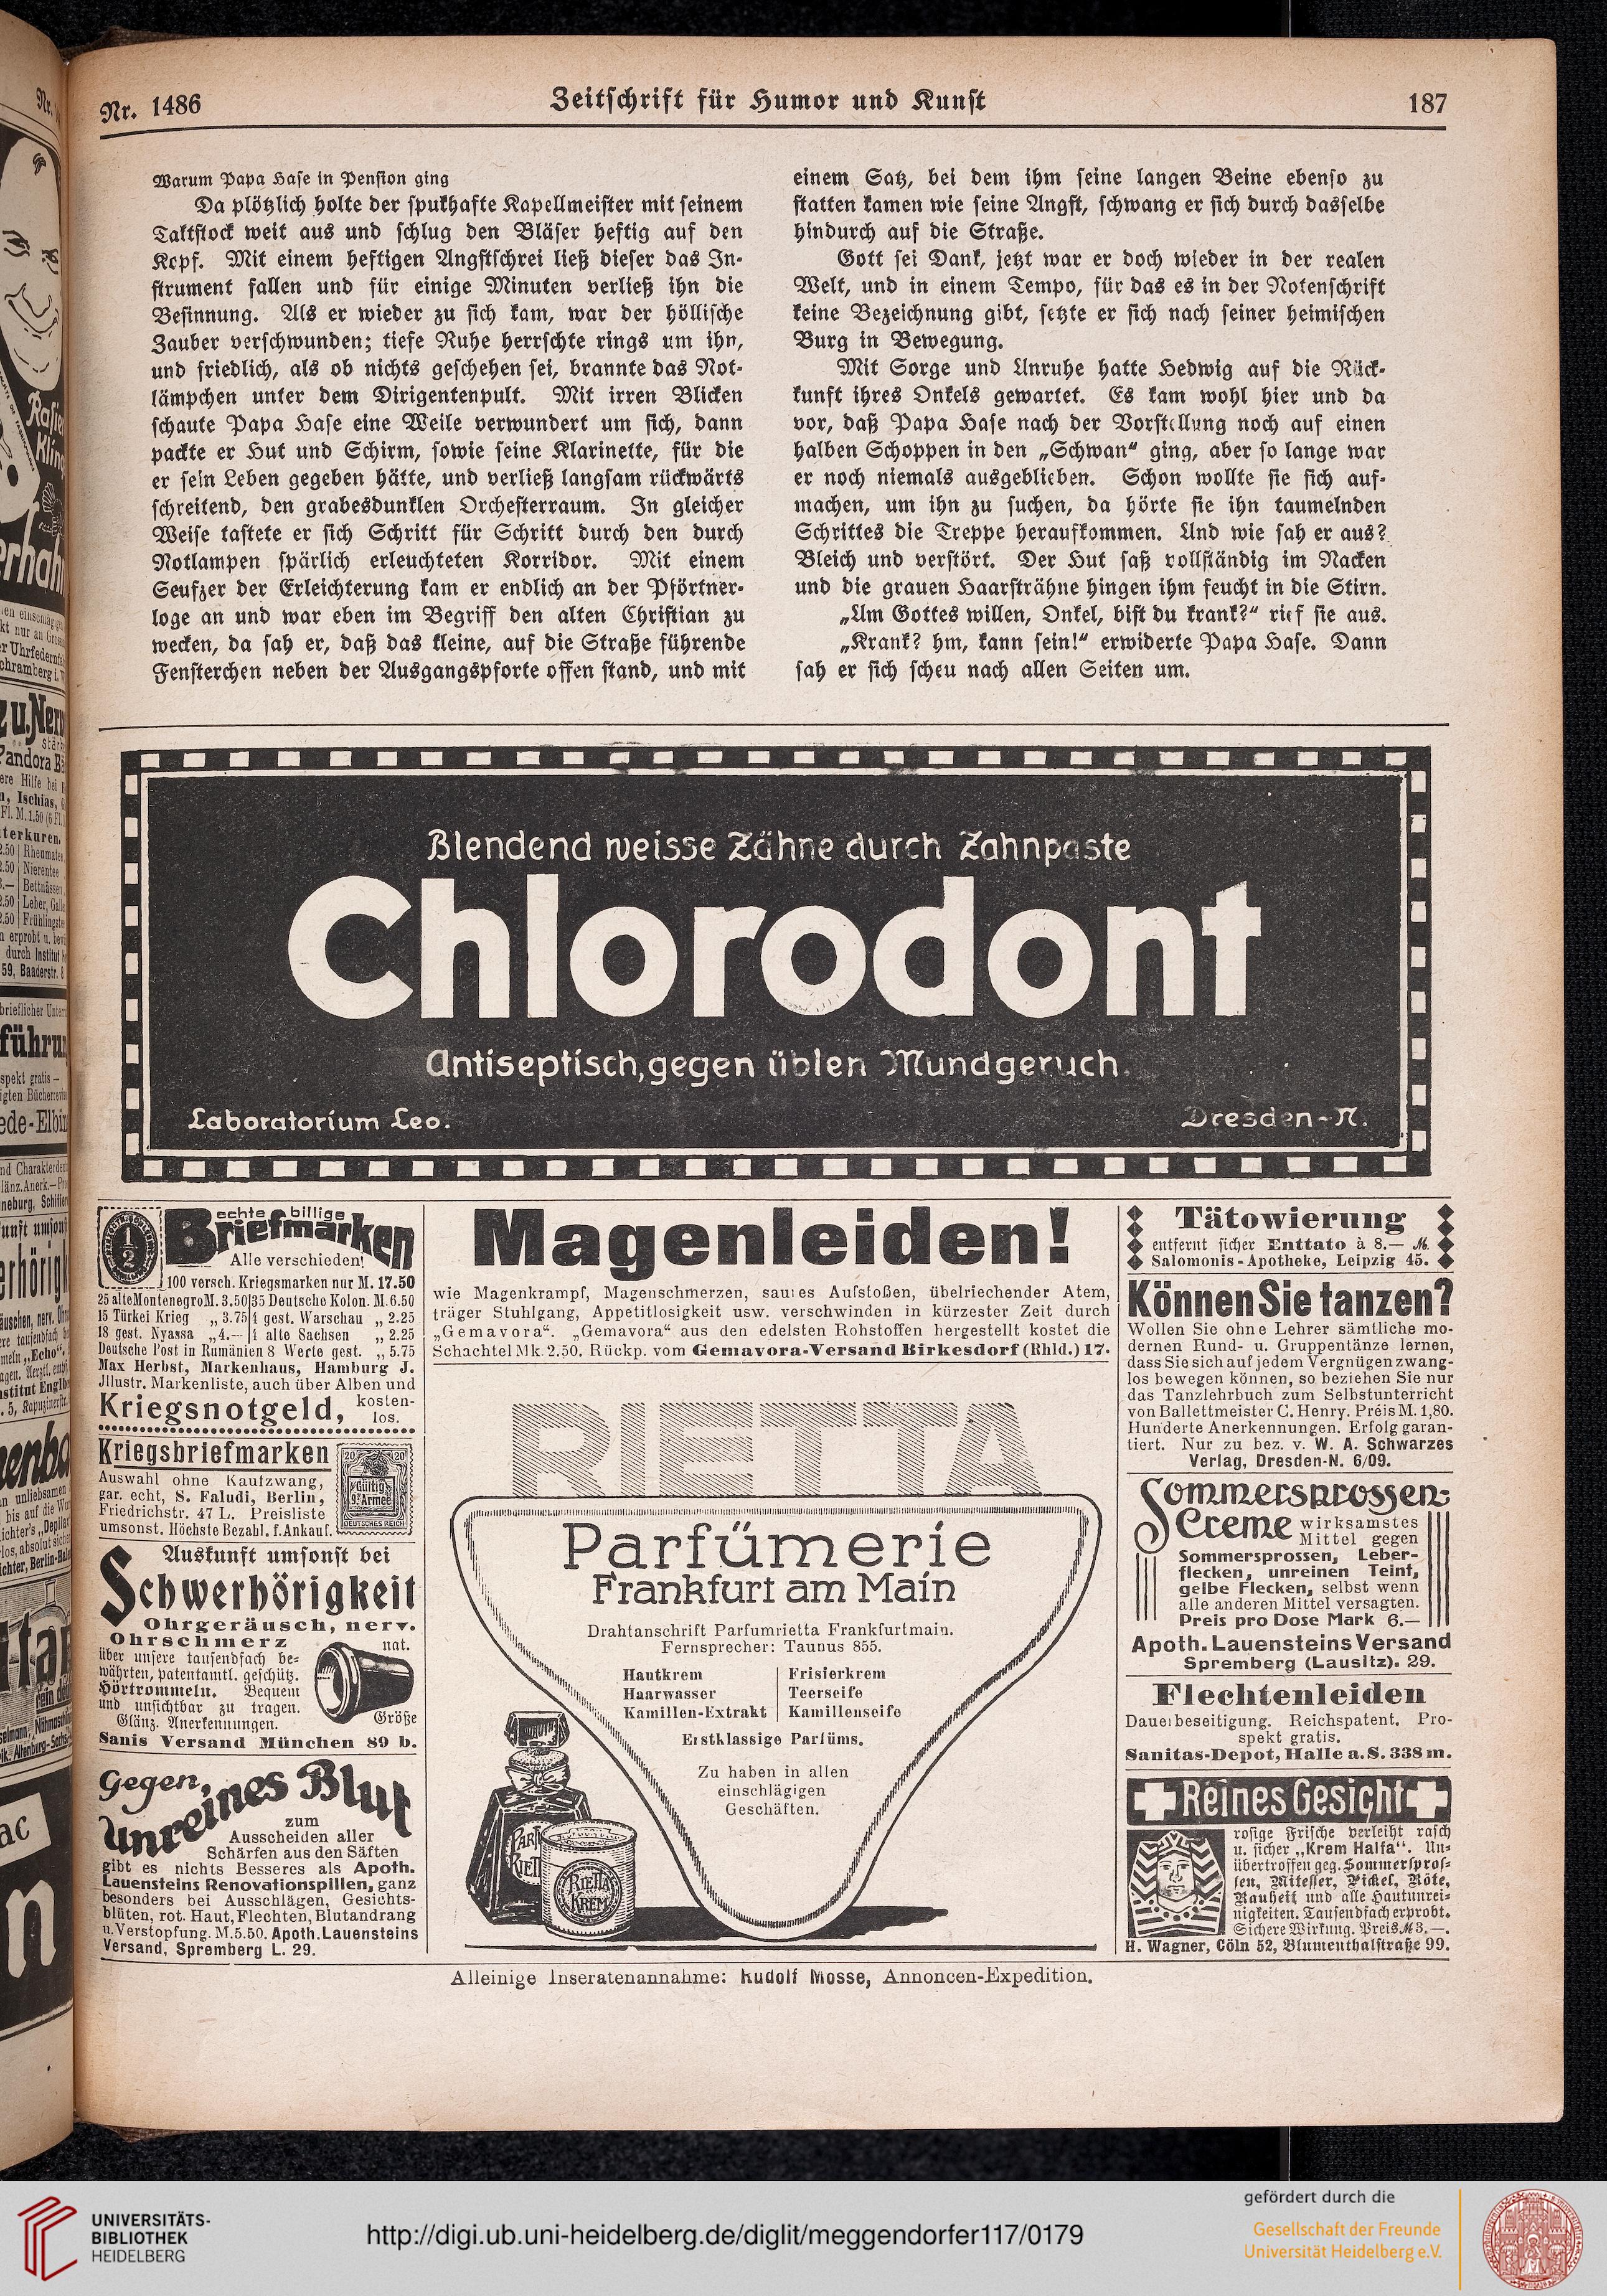 Nr. 1486
Zeitschrift für Humor und Kunst
187
Warum Papa Hase in Pension ging
Da plötzlich holte der spukhafte Kapellmeister mit seinem
Taktstock weit aus und schlug den Bläser heftig auf den
Kopf. Mit einem heftigen Angstschrei ließ dieser das In-
strument fallen und für einige Minuten verließ ihn die
Besinnung. Als er wieder zu sich kam, war der höllische
Zauber verschwunden; tiefe Ruhe herrschte rings um ihn,
und friedlich, als ob nichts geschehen sei, brannte das Not-
lämpchen unter dem Dirigentenpult. Mit irren Blicken
schaute Papa Hase eine Weile verwundert um sich, dann
packte er Hut und Schirm, sowie seine Klarinette, für die
er sein Leben gegeben hätte, und verließ langsam rückwärts
schreitend, den grabesdunklen Orchesterraum. In gleicher
Weise tastete er sich Schritt für Schritt durch den durch
Notlampen spärlich erleuchteten Korridor. Mit einem
Seufzer der Erleichterung kam er endlich an der Pförtner-
loge an und war eben im Begriff den alten Christian zu
wecken, da sah er, daß das kleine, auf die Straße führende
Fensterchen neben der Ausgangspforte offen stand, und mit
einem Satz, bei dem ihm seine langen Beine ebenso zu
statten kamen wie seine Angst, schwang er sich durch dasselbe
hindurch auf die Straße.
Gott sei Dank, jetzt war er doch wieder in der realen
Welt, und in einem Tempo, für das es in der Notenschrift
keine Bezeichnung gibt, setzte er sich nach seiner heimischen
Burg in Bewegung.
Mit Sorge und Unruhe hatte Hedwig auf die Rück-
kunft ihres Onkels gewartet. Es kam wohl hier und da
vor, daß Papa Hase nach der Vorstellung noch auf einen
halben Schoppen in den „Schwan“ ging, aber so lange war
er noch niemals ausgeblieben. Schon wollte sie sich auf-
machen, um ihn zu suchen, da hörte sie ihn taumelnden
Schrittes die Treppe heraufkommen. Und wie sah er aus?
Bleich und verstört. Der Hut saß vollständig im Nacken
und die grauen Haarsträhne hingen ihm feucht in die Stirn.
„Um Gottes willen, Onkel, bist du krank?“ rief sie aus.
„Krank? hm, kann sein!“ erwiderte Papa Hase. Dann
sah er sich scheu nach allen Seiten um.
Blendend weisse Zähne durch Zahnpaste
Chlorodont
Antiseptisch, gegen üblen Mundgeruch.
Laboratorium Leo. Dresden-N.
echte billige
Briefmarken
Alle verschieden!
100 versch. Kriegsmarken nur M. 17.50
25 alte Montenegro M. 3.50 | 35 Deutsche Kolon. M. 6.50
15 Türkei Krieg „ 3.75 | 4 gest. Warschau „ 2.25
18 gest. Nyassa „ 4.— | 4 alte Sachsen „ 2.25
Deutsche Post in Rumänien 8 Werte gest. „ 5.75
Max Herbst, Markenhaus, Hamburg J.
Jllustr. Markenliste, auch über Alben und
Kriegsnotgeld, kosten-
los.
Kriegsbriefmarken
Auswahl ohne Kaufzwang,
gar. echt, S. Faludi, Berlin,
Friedrichstr. 47 L. Preisliste
umsonst. Höchste Bezahl. f. Ankauf.
20 20
Gültig
9. Armee
DEUTSCHES REICH
Auskunft umsonst bei
Schwerhörigkeit
Ohrgeräusch, nerv.
Ohrschmerz
über unsere tausendfach be-
währten, patentamtl. geschütz.
Hörtrommeln. Bequem
und unsichtbar zu tragen.
Glänz. Anerkennungen.
nat.
Größe
Sanis Versand München 89 b.
Gegen
Unreines Blut
zum
Ausscheiden aller
Schärfen aus den Säften
gibt es nichts Besseres als Apoth.
Lauensteins Renovationspillen, ganz
besonders bei Ausschlägen, Gesichts-
blüten, rot. Haut, Flechten, Blutandrang
u. Verstopfung. M. 5.50. Apoth. Lauensteins
Versand, Spremberg L. 29.
Magenleiden!
wie Magenkrampf, Magenschmerzen, saures Aufstoßen, übelriechender Atem,
träger Stuhlgang, Appetitlosigkeit usw. verschwinden in kürzester Zeit durch
„Gemavora“. „Gemavora“ aus den edelsten Rohstoffen hergestellt kostet die
Schachtel Mk. 2.50. Rückp. vom Gemavora-Versand Birkesdorf (Rhld.) 17.
RIETTA
Parfümerie
Frankfurt am Main
Drahtanschrift Parfumrietta Frankfurtmain.
Fernsprecher: Taunus 855.
Hautkrem | Frisierkrem
Haarwasser | Teerseife
Kamillen-Extrakt | Kamillenseife
Erstklassige Parfüms.
Zu haben in allen
einschlägigen
Geschäften.
RIETTA
KREM
Tätowierung
entfernt sicher Enttato à 8.— M.
Salomonis-Apotheke, Leipzig 45.
Können Sie tanzen?
Wollen Sie ohne Lehrer sämtliche mo-
dernen Rund- u. Gruppentänze lernen,
dass Sie sich auf jedem Vergnügen zwang-
los bewegen können, so beziehen Sie nur
das Tanzlehrbuch zum Selbstunterricht
von Ballettmeister C. Henry. Preis M. 1,80.
Hunderte Anerkennungen. Erfolg garan-
tiert. Nur zu bez. v. W. A. Schwarzes
Verlag, Dresden-N. 6/09.
Sommersprossen-
Creme wirksamstes
Mittel gegen
Sommersprossen, Leber-
flecken, unreinen Teint,
gelbe Flecken, selbst wenn
alle anderen Mittel versagten.
Preis pro Dose Mark 6.—
Apoth. Lauensteins Versand
Spremberg (Lausitz). 29.
Flechtenleiden
Dauerbeseitigung. Reichspatent. Pro-
spekt gratis.
Sanitas-Depot, Halle a. S. 338 m.
Reines Gesicht
rosige Frische verleiht rasch
u. sicher „Krem Halfa“. Un-
übertroffen geg. Sommerspros-
sen, Mitesser, Pickel, Röte,
Rauheit und alle Hautunrei-
nigkeiten. Tausendfach erprobt.
Sichere Wirkung. Preis M 3.—.
H. Wagner, Cöln 52, Blumenthalstraße 99.
Alleinige Inseratenannahme: Rudolf Mosse, Annoncen-Expedition.
UNIVERSITÄTS-
BIBLIOTHEK
HEIDELBERG
http://digi.ub.uni-heidelberg.de/diglit/meggendorfer117/0179
gefördert durch die
Gesellschaft der Freunde
Universität Heidelberg e.V.